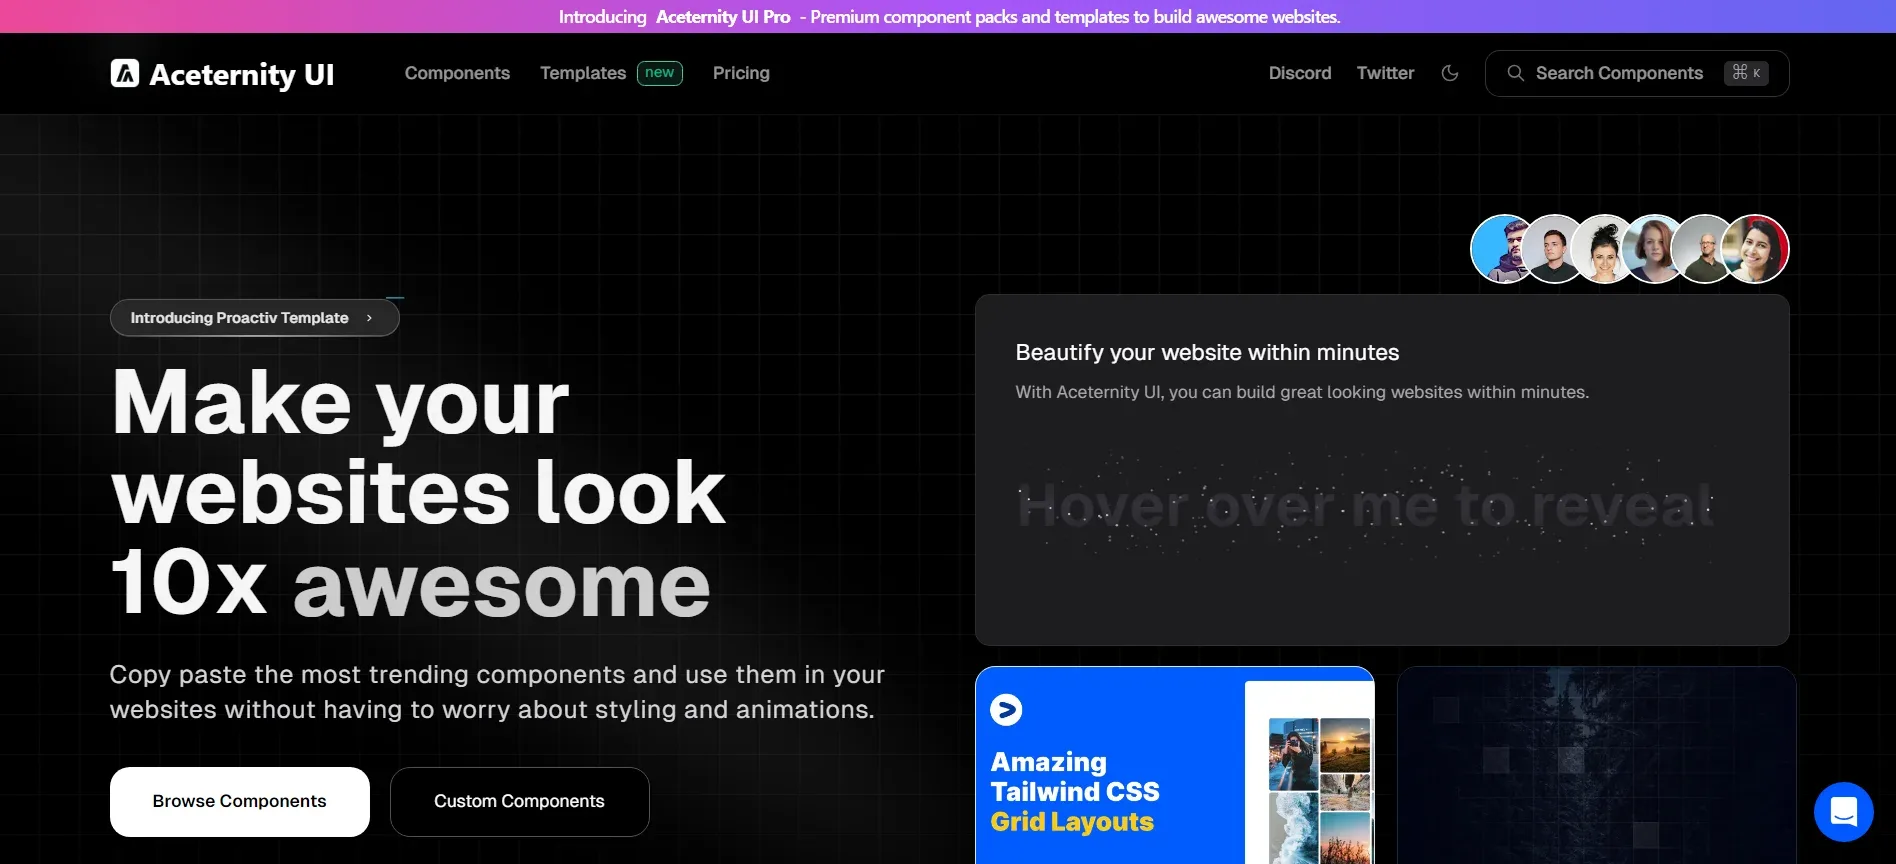 Introducing Aceternity UI Pro - Premium component packs and templates to build awesome websites.
Aceternity UI
Components
Templates new
Pricing
Discord
Twitter
Search Components
⌘ K
Introducing Proactiv Template >
Make your
websites look
10x awesome
Copy paste the most trending components and use them in your
websites without having to worry about styling and animations.
Browse Components
Custom Components
Beautify your website within minutes
With Aceternity UI, you can build great looking websites within minutes.
Hover over me to reveal
Amazing
Tailwind CSS
Grid Layouts